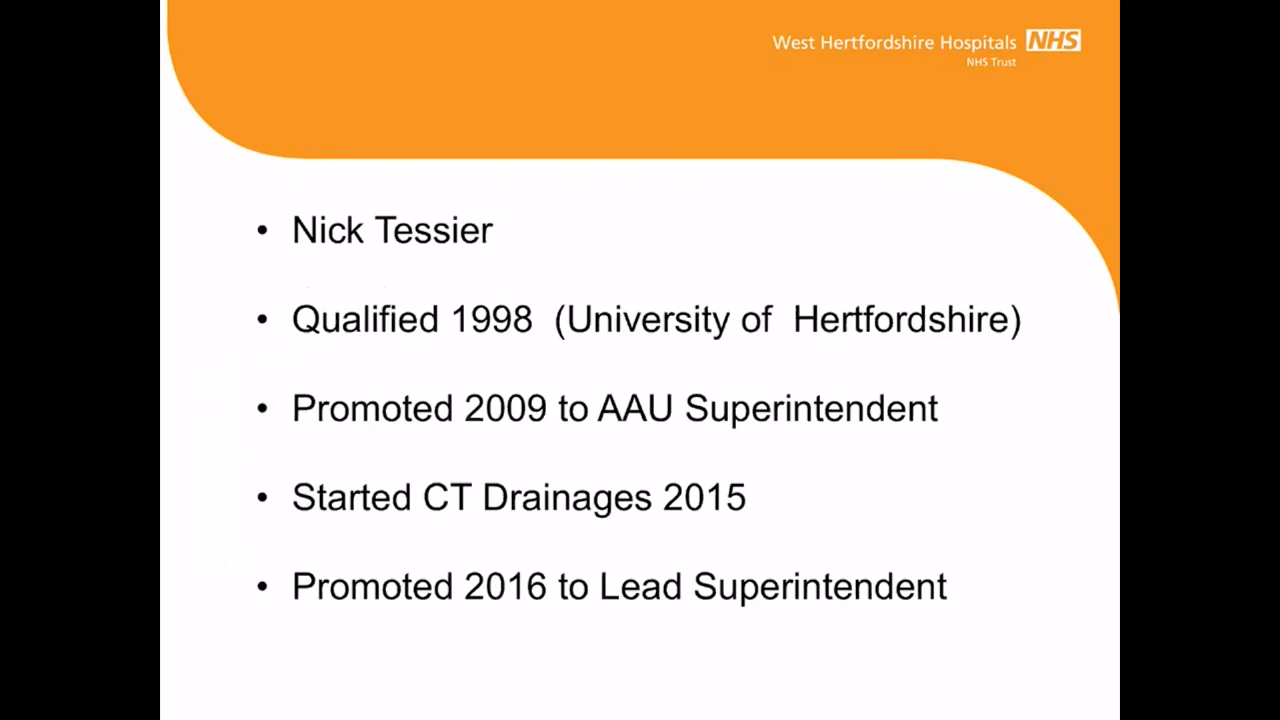 West Hertfordshire Hospitals NHS
NHS Trust
• Nick Tessier
• Qualified 1998  (University of  Hertfordshire)
• Promoted 2009 to AAU Superintendent
• Started CT Drainages 2015
• Promoted 2016 to Lead Superintendent